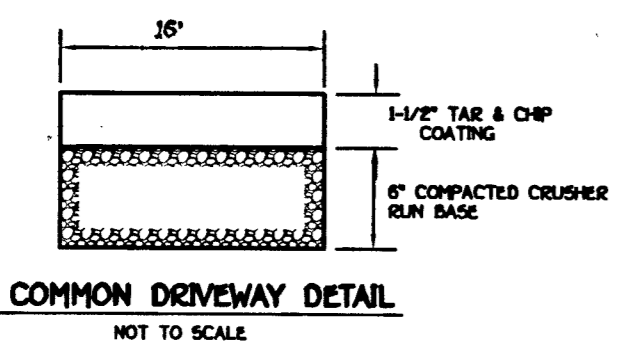 16'
1-1/2" TAR & CHIP
COATING
6" COMPACTED CRUSHER
RUN BASE
COMMON DRIVEWAY DETAIL
NOT TO SCALE